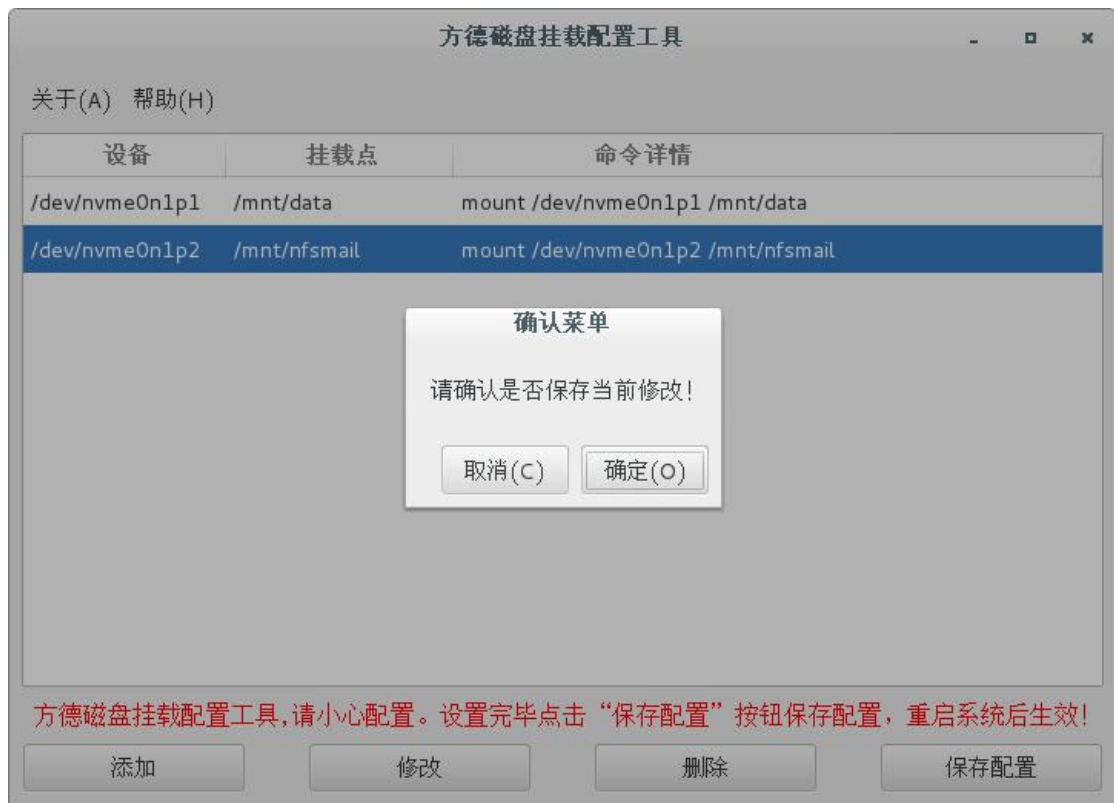 方德磁盘挂载配置工具
关于(A) 帮助(H)
设备 挂载点 命令详情
/dev/nvme0n1p1 /mnt/data mount /dev/nvme0n1p1 /mnt/data
/dev/nvme0n1p2 /mnt/nfsmail mount /dev/nvme0n1p2 /mnt/nfsmail
确认菜单
请确认是否保存当前修改!
取消(C) 确定(O)
方德磁盘挂载配置工具,请小心配置。设置完毕点击“保存配置”按钮保存配置，重启系统后生效!
添加 修改 删除 保存配置